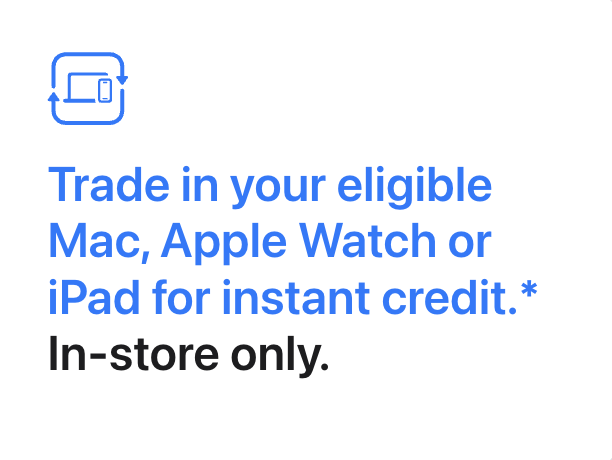 Trade in your eligible
Mac, Apple Watch or
iPad for instant credit.*
In-store only.